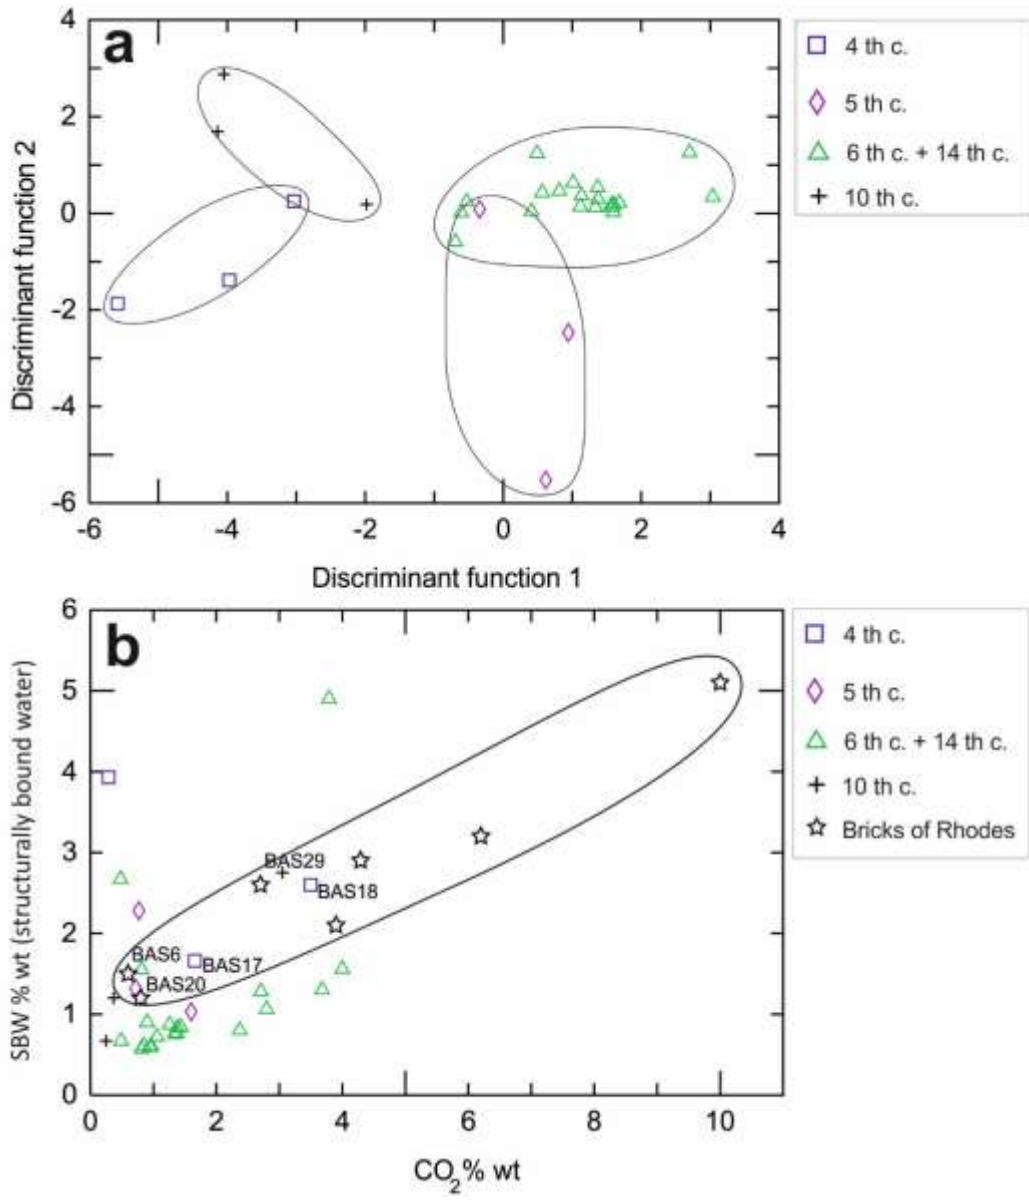 a
4
2
0
-2
-4
-6
-6
-4
-2
0
2
4
Discriminant function 2
Discriminant function 1
4 th c.
5 th c.
6 th c. + 14 th c.
10 th c.
b
6
5
4
3
2
1
0
0
2
4
6
8
10
SBW % wt (structurally bound water)
CO2% wt
BAS29
BAS18
BAS6
BAS17
BAS20
4 th c.
5 th c.
6 th c. + 14 th c.
10 th c.
Bricks of Rhodes